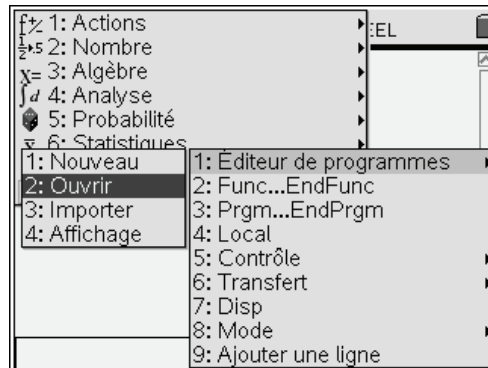 1: Actions
2: Nombre
3: Algèbre
4: Analyse
5: Probabilité
6: Statistiques
1: Nouveau
2: Ouvrir
3: Importer
4: Affichage
1: Éditeur de programmes
2: Func...EndFunc
3: Prgm...EndPrgm
4: Local
5: Contrôle
6: Transfert
7: Disp
8: Mode
9: Ajouter une ligne